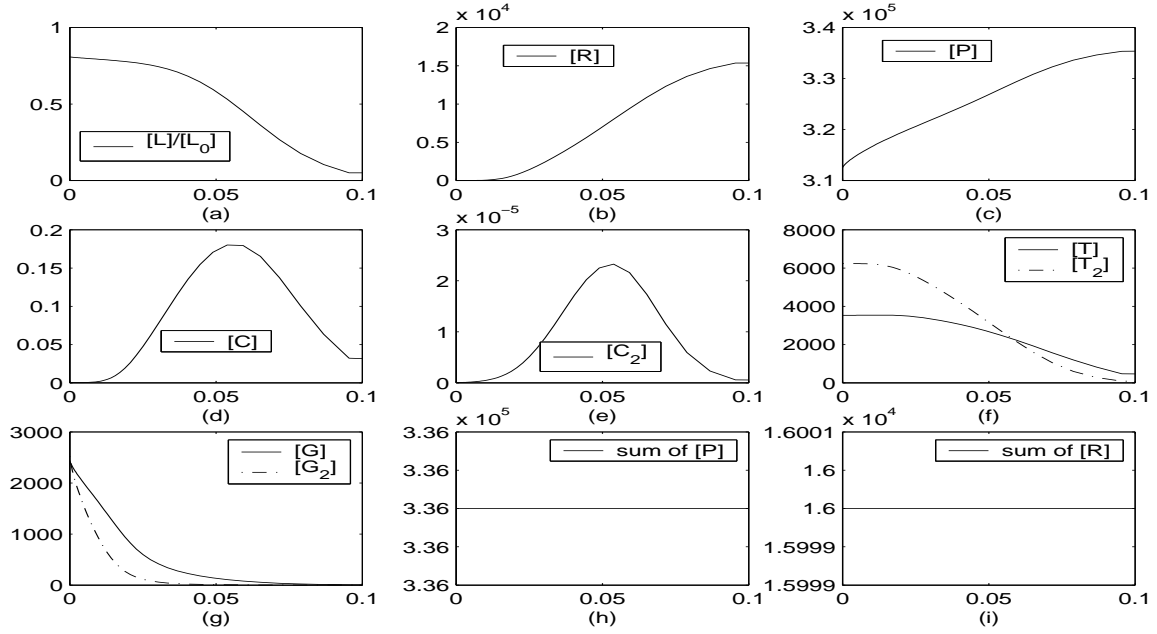 1
0.5
0
0
0.05
0.1
[L]/[L0]
(a)
2
x 10^4
1.5
1
0.5
0
0
0.05
0.1
[R]
(b)
3.4
x 10^5
3.3
3.2
3.1
0
0.05
0.1
[P]
(c)
0.2
0.15
0.1
0.05
0
0
0.05
0.1
[C]
(d)
3
x 10^−5
2
1
0
0
0.05
0.1
[C2]
(e)
8000
6000
4000
2000
0
0
0.05
0.1
[T]
[T2]
(f)
3000
2000
1000
0
0
0.05
0.1
[G]
[G2]
(g)
3.36
x 10^5
3.36
3.36
3.36
3.36
0
0.05
0.1
sum of [P]
(h)
1.6001
x 10^4
1.6
1.6
1.5999
1.5999
0
0.05
0.1
sum of [R]
(i)